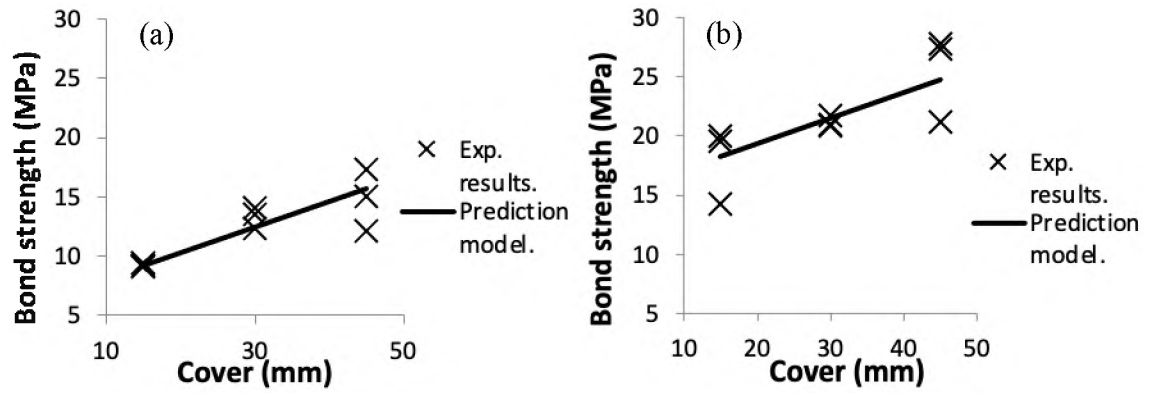 (a)
Bond strength (MPa)
30
25
20
15
10
5
10
30
50
Cover (mm)
Exp.
results.
Prediction
model.
(b)
Bond strength (MPa)
30
25
20
15
10
5
10
20
30
40
50
Cover (mm)
Exp.
results.
Prediction
model.